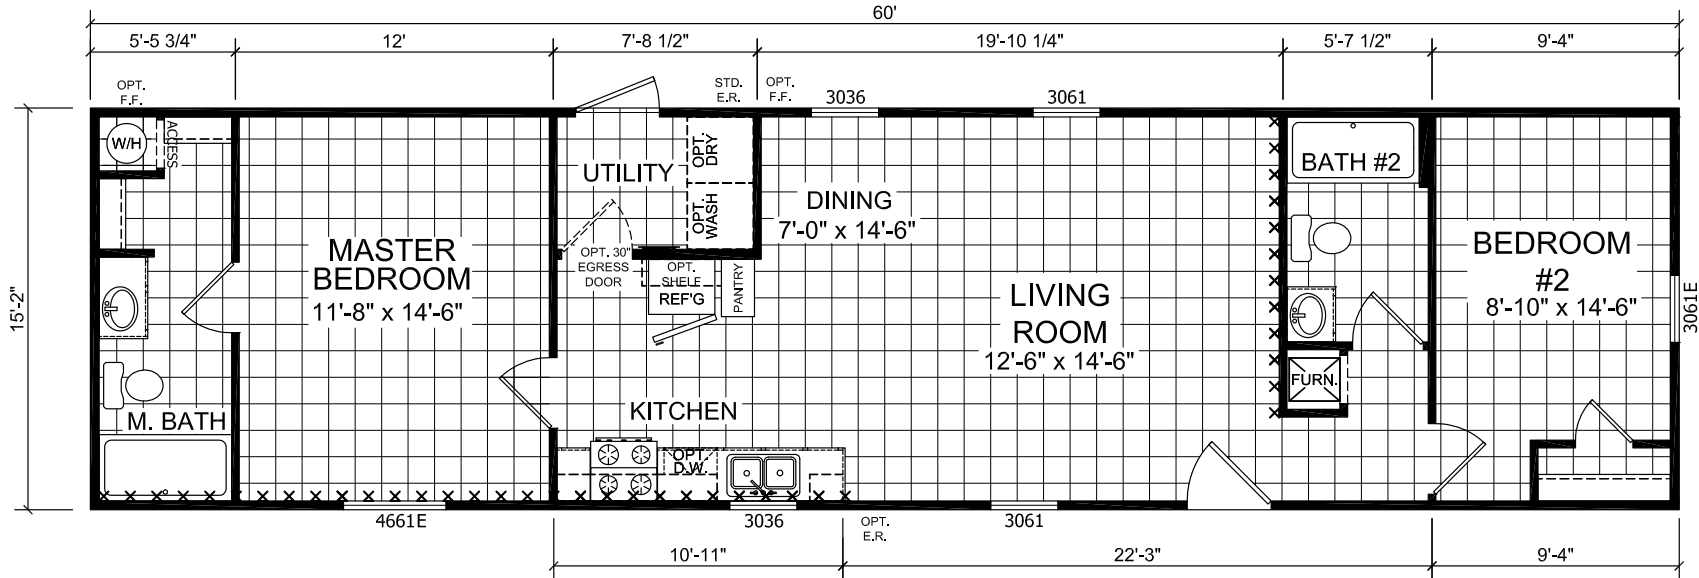 60'
5'-5 3/4"
12'
7'-8 1/2"
19'-10 1/4"
5'-7 1/2"
9'-4"
OPT.
F.F.
STD.
E.R.
OPT.
F.F.
3036
3061
15'-2"
W/H
ACCESS
UTILITY
OPT.
DRY
OPT.
WASH
DINING
7'-0" x 14'-6"
BATH #2
MASTER
BEDROOM
11'-8" x 14'-6"
OPT. 30"
EGRESS
DOOR
OPT.
SHELF
REF'G
PANTRY
LIVING
ROOM
12'-6" x 14'-6"
BEDROOM
#2
8'-10" x 14'-6"
3061E
FURN.
M. BATH
KITCHEN
OPT.
D.W.
4661E
3036
OPT.
E.R.
3061
10'-11"
22'-3"
9'-4"